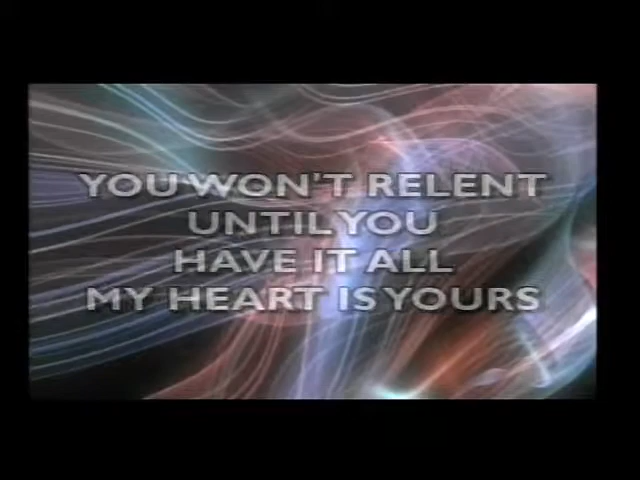 YOU WON'T RELENT
UNTIL YOU
HAVE IT ALL
MY HEART IS YOURS